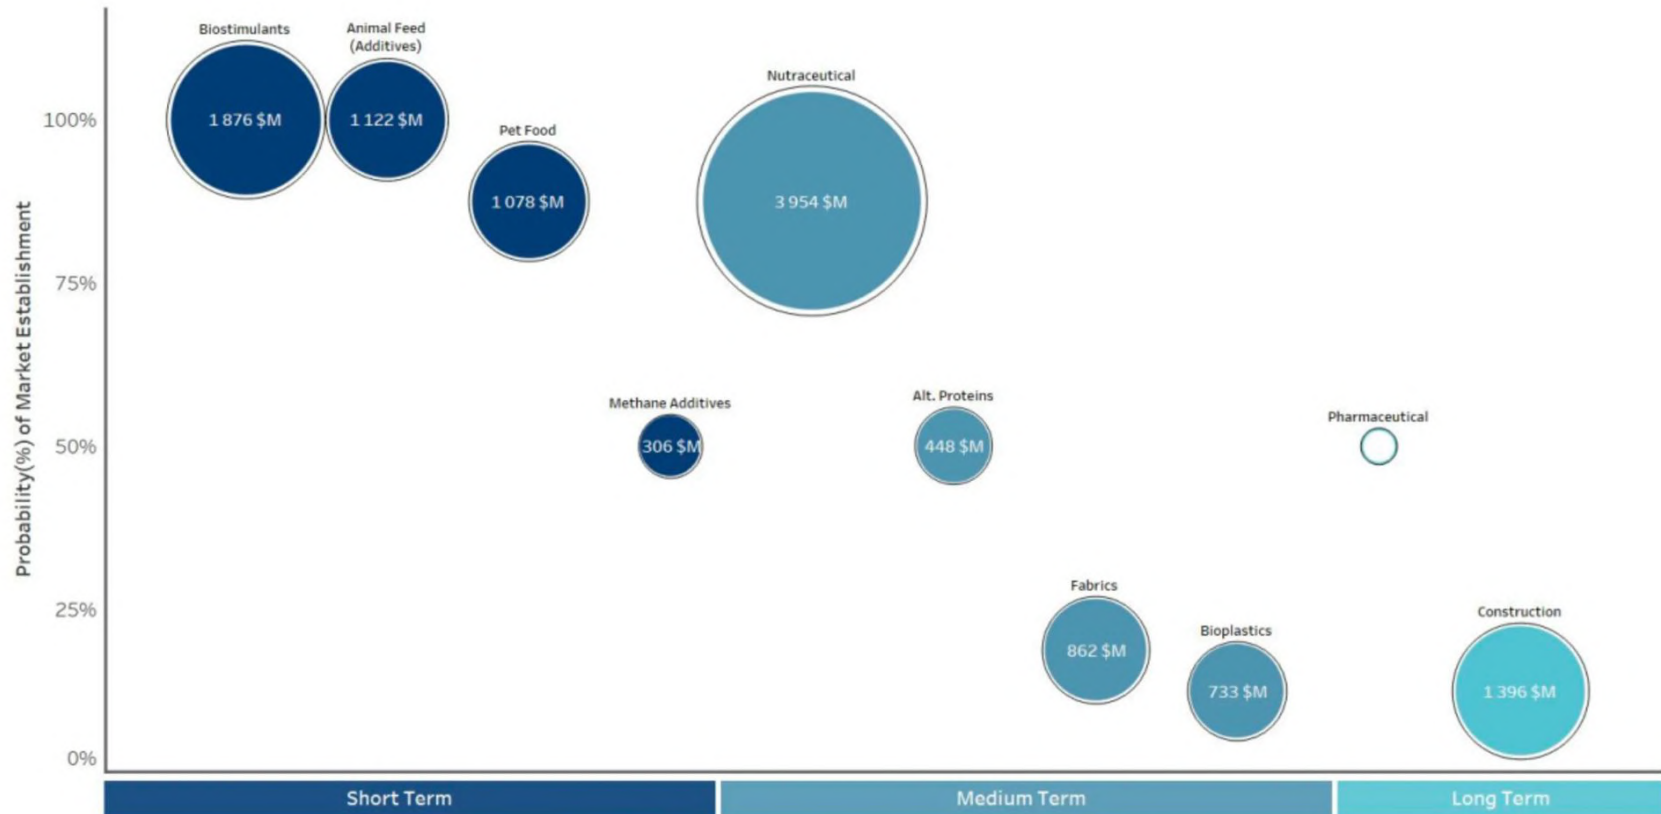 Probability(%) of Market Establishment
100%
75%
50%
25%
0%
Biostimulants
1 876 $M
Animal Feed
(Additives)
1 122 $M
Pet Food
1 078 $M
Nutraceutical
3 954 $M
Methane Additives
306 $M
Alt. Proteins
448 $M
Pharmaceutical
Fabrics
862 $M
Bioplastics
733 $M
Construction
1 396 $M
Short Term
Medium Term
Long Term